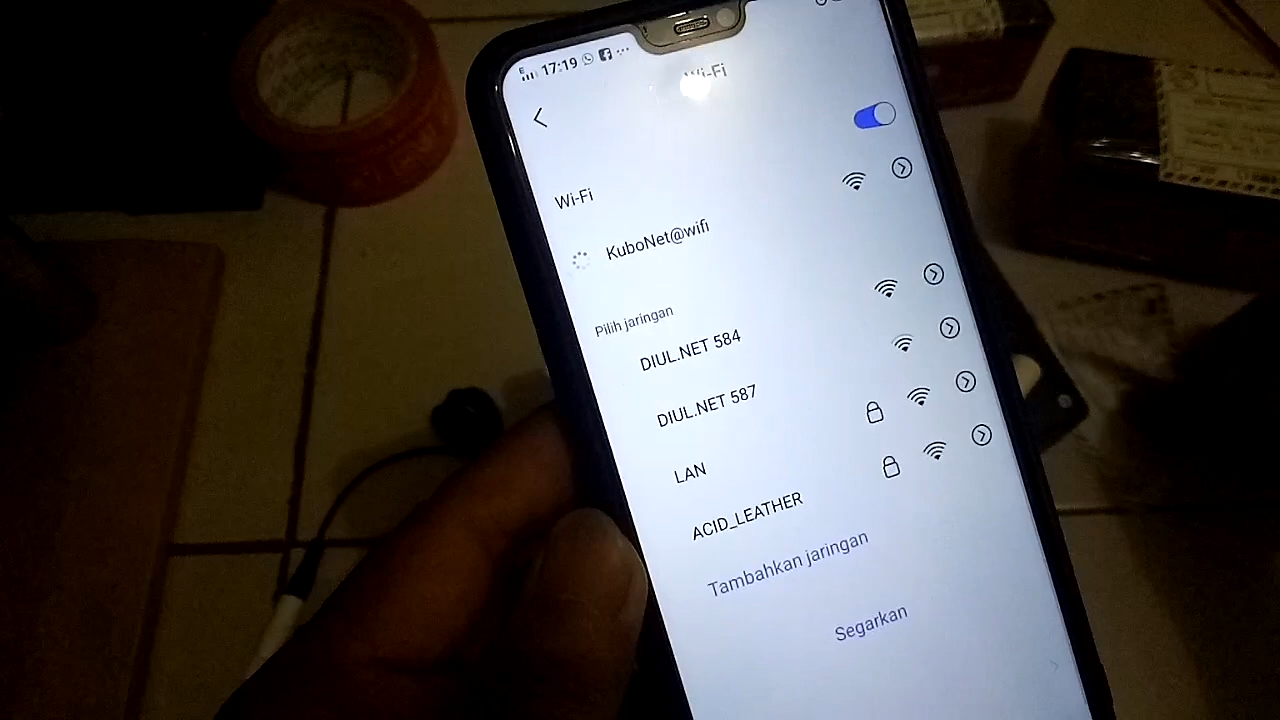 E 17:19
Wi-Fi
Wi-Fi
KuboNet@wifi
Pilih jaringan
DIUL.NET 584
DIUL.NET 587
LAN
ACID_LEATHER
Tambahkan jaringan
Segarkan